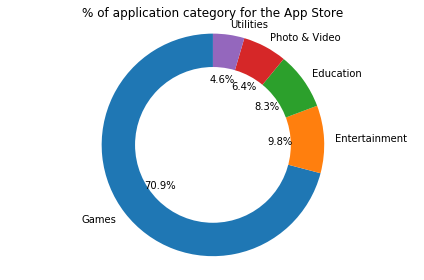 % of application category for the App Store
Utilities
Photo & Video
Education
Entertainment
Games
4.6%
6.4%
8.3%
9.8%
70.9%